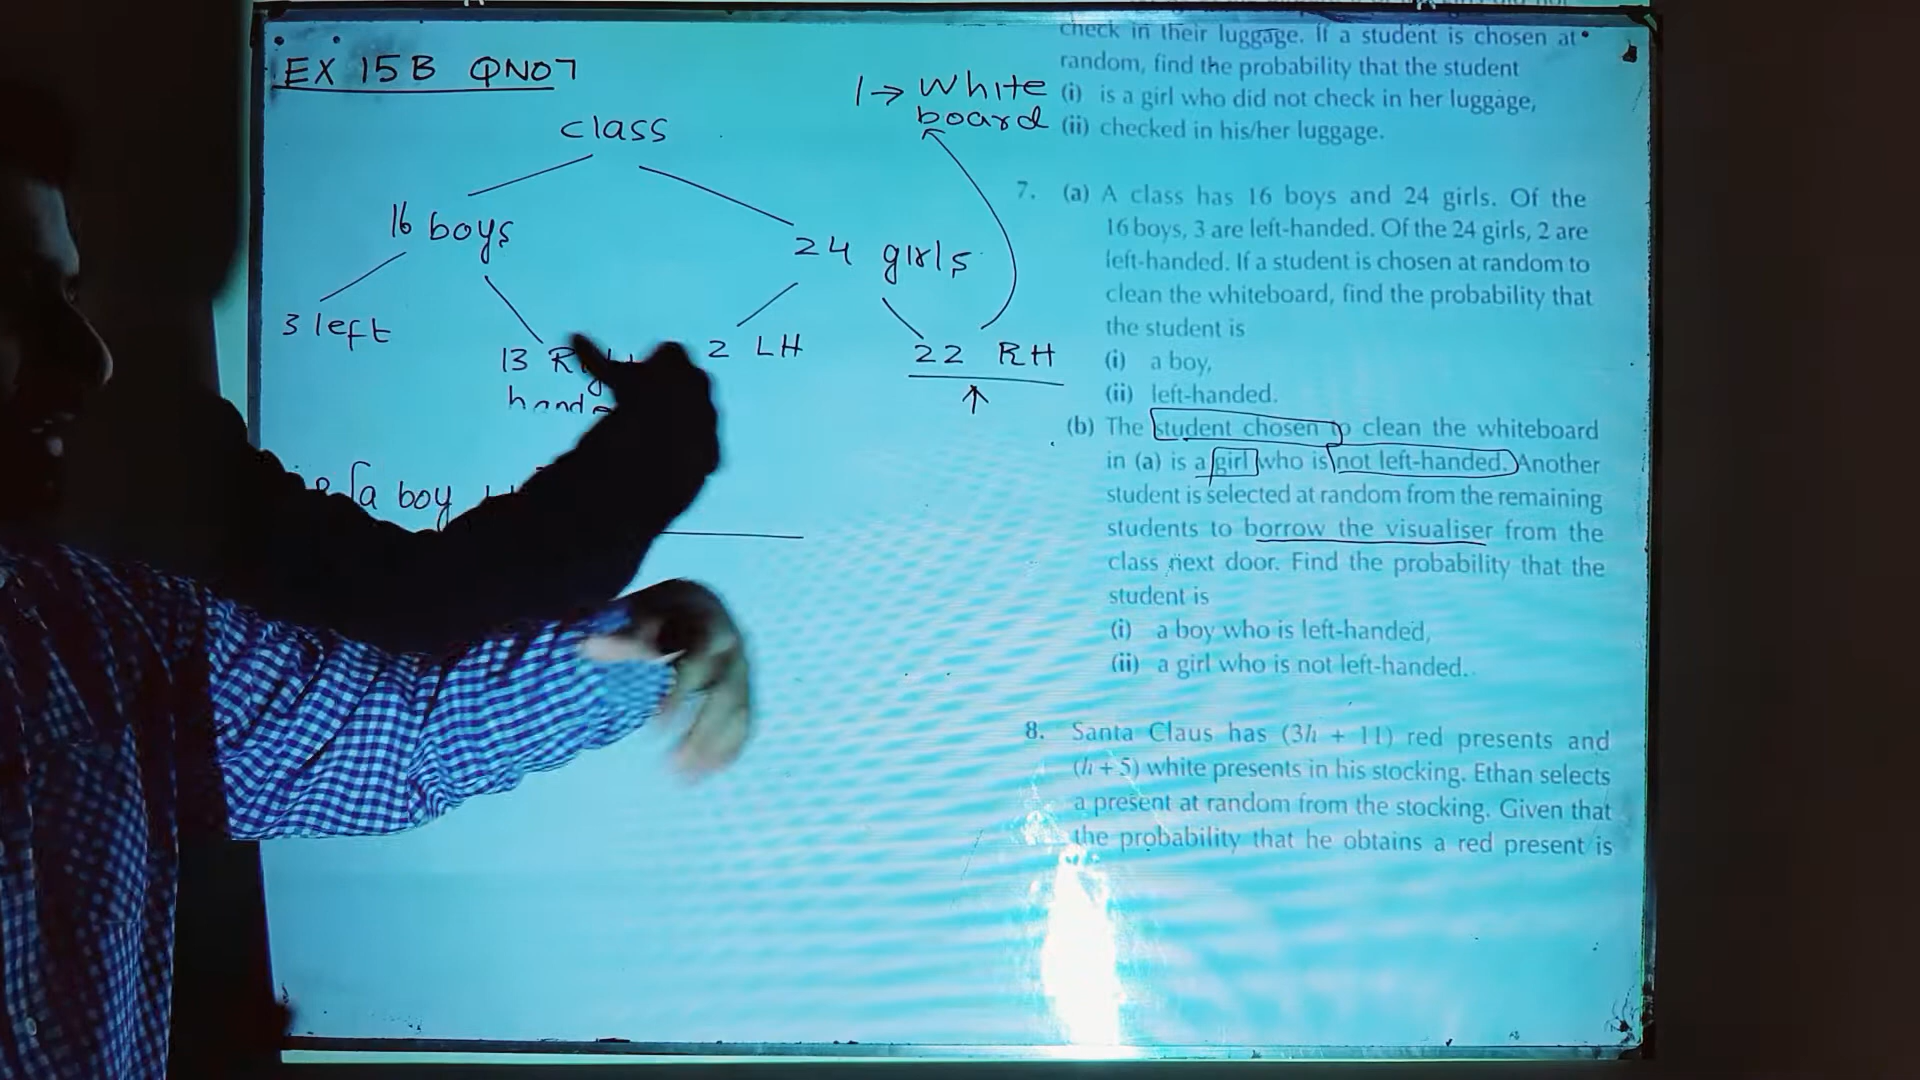 EX 15B QNO7
class
16 boys
24 girls
3 left
13
2 LH
22 RH
1→ White
board
a boy
check in their luggage. If a student is chosen at
random, find the probability that the student
(i) is a girl who did not check in her luggage,
(ii) checked in his/her luggage.
7. (a) A class has 16 boys and 24 girls. Of the
16 boys, 3 are left-handed. Of the 24 girls, 2 are
left-handed. If a student is chosen at random to
clean the whiteboard, find the probability that
the student is
(i) a boy,
(ii) left-handed.
(b) The student chosen to clean the whiteboard
in (a) is a girl who is not left-handed. Another
student is selected at random from the remaining
students to borrow the visualiser from the
class next door. Find the probability that the
student is
(i) a boy who is left-handed,
(ii) a girl who is not left-handed.
8. Santa Claus has (3h + 11) red presents and
(h + 5) white presents in his stocking. Ethan selects
a present at random from the stocking. Given that
the probability that he obtains a red present is